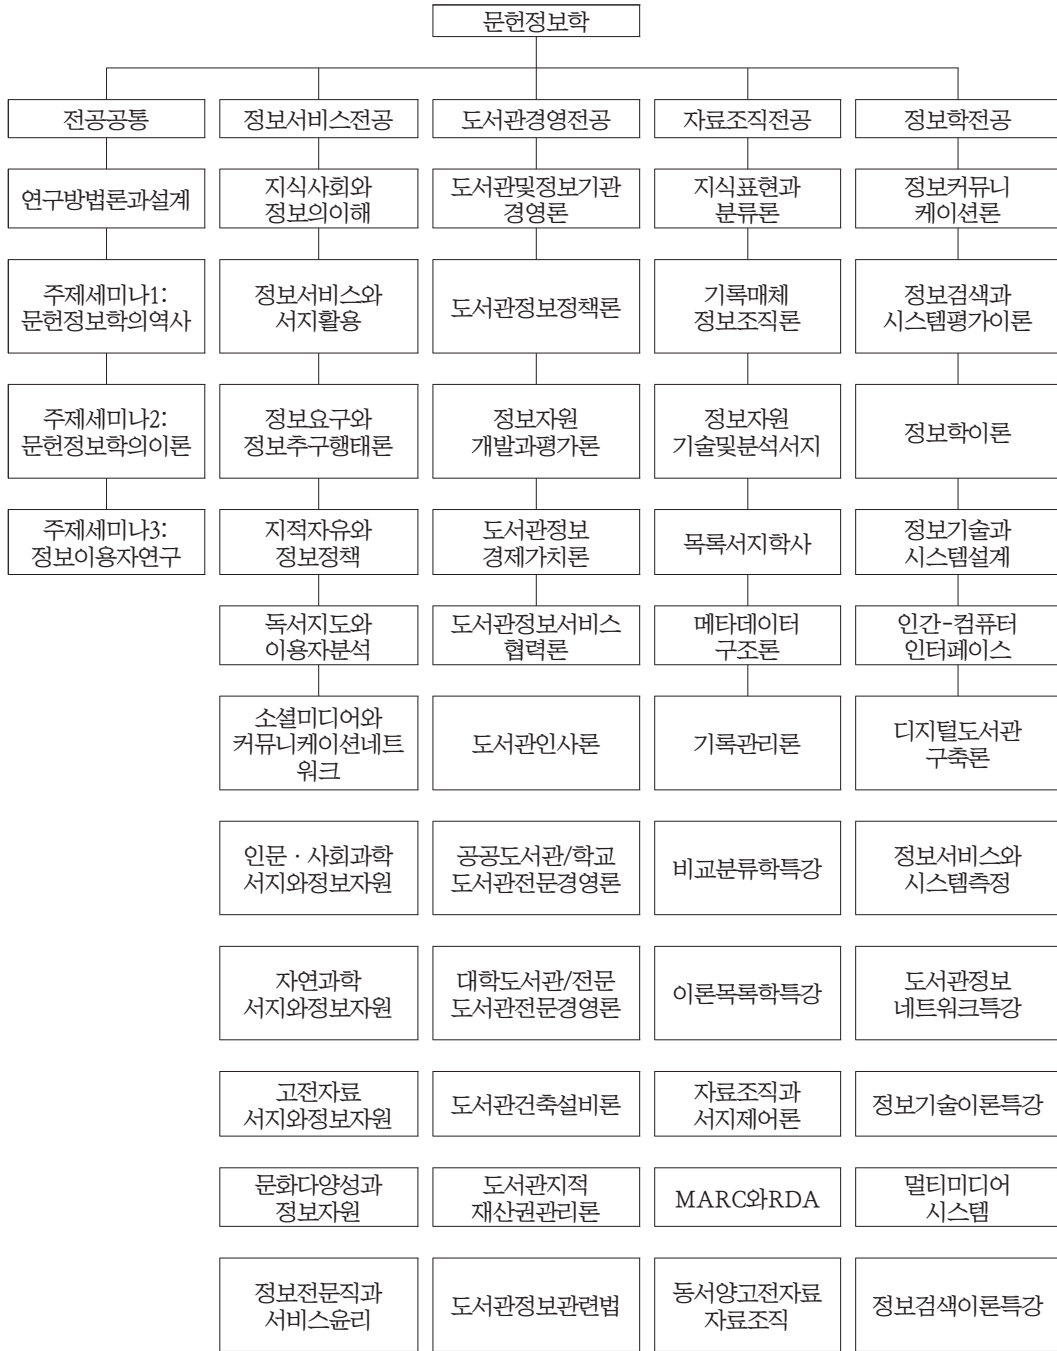 문헌정보학
전공공통
정보서비스전공
도서관경영전공
자료조직전공
정보학전공
연구방법론과설계
지식사회와
정보의이해
도서관및정보기관
경영론
지식표현과
분류론
정보커뮤니
케이션론
주제세미나1:
문헌정보학의역사
정보서비스와
서지활용
도서관정보정책론
기록매체
정보조직론
정보검색과
시스템평가이론
주제세미나2:
문헌정보학의이론
정보요구와
정보추구행태론
정보자원
개발과평가론
정보자원
기술및분석서지
정보학이론
주제세미나3:
정보이용자연구
지적자유와
정보정책
도서관정보
경제가치론
목록서지학사
정보기술과
시스템설계
독서지도와
이용자분석
도서관정보서비스
협력론
메타데이터
구조론
인간-컴퓨터
인터페이스
소셜미디어와
커뮤니케이션네트
워크
도서관인사론
기록관리론
디지털도서관
구축론
인문·사회과학
서지와정보자원
공공도서관/학교
도서관전문경영론
비교분류학특강
정보서비스와
시스템측정
자연과학
서지와정보자원
대학도서관/전문
도서관전문경영론
이론목록학특강
도서관정보
네트워크특강
고전자료
서지와정보자원
도서관건축설비론
자료조직과
서지제어론
정보기술이론특강
문화다양성과
정보자원
도서관지적
재산권관리론
MARC와RDA
멀티미디어
시스템
정보전문직과
서비스윤리
도서관정보관련법
동서양고전자료
자료조직
정보검색이론특강